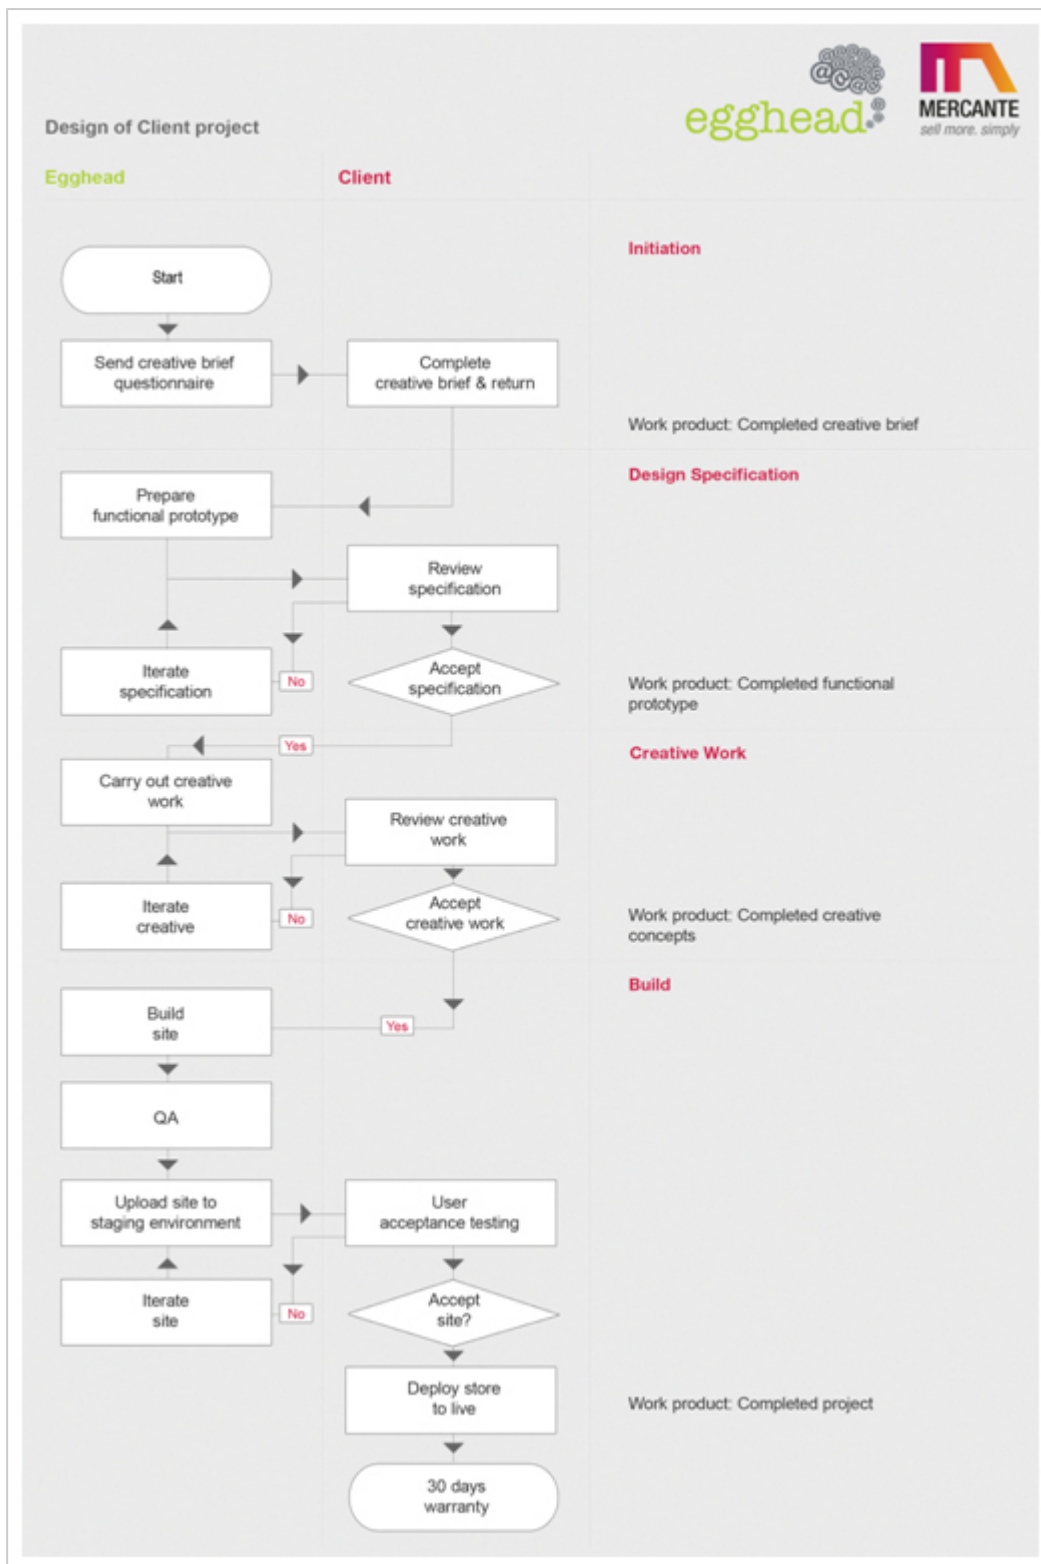 egghead
MERCANTE
sell more. simply
Design of Client project
Egghead
Client
Initiation
Start
Send creative brief
questionnaire
Complete
creative brief & return
Work product: Completed creative brief
Design Specification
Prepare
functional prototype
Review
specification
Iterate
specification
No
Accept
specification
Work product: Completed functional
prototype
Yes
Creative Work
Carry out creative
work
Review creative
work
Iterate
creative
No
Accept
creative work
Work product: Completed creative
concepts
Build
Build
site
Yes
QA
Upload site to
staging environment
User
acceptance testing
Iterate
site
No
Accept
site?
Deploy store
to live
Work product: Completed project
30 days
warranty